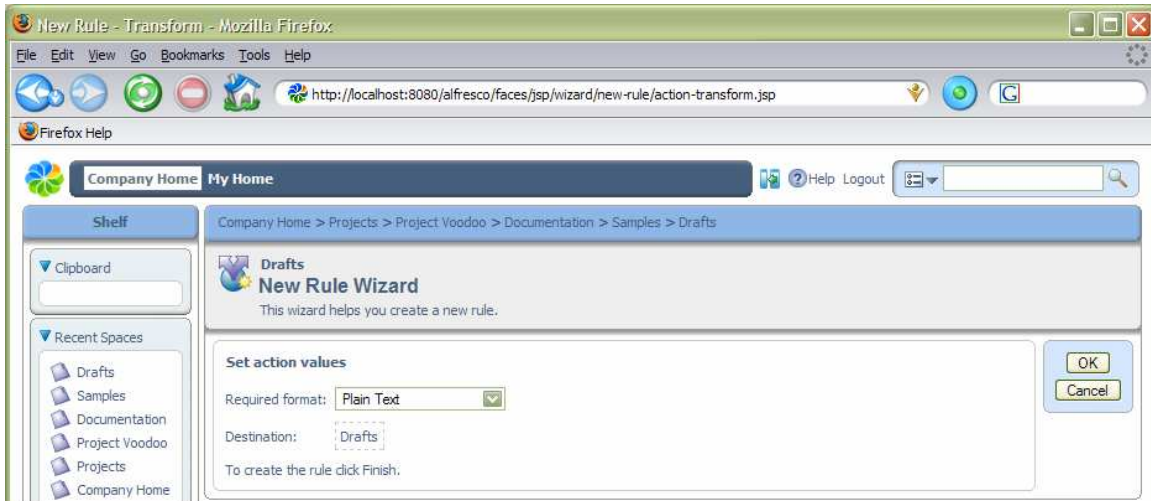 New Rule - Transform - Mozilla Firefox
File Edit View Go Bookmarks Tools Help
http://localhost:8080/alfresco/faces/jsp/wizard/new-rule/action-transform.jsp
G
Firefox Help
Company Home My Home
Help Logout
Shelf
Company Home > Projects > Project Voodoo > Documentation > Samples > Drafts
Clipboard
Drafts
New Rule Wizard
This wizard helps you create a new rule.
Recent Spaces
Drafts
Samples
Documentation
Project Voodoo
Projects
Company Home
Set action values
Required format: Plain Text
Destination: Drafts
To create the rule click Finish.
OK
Cancel